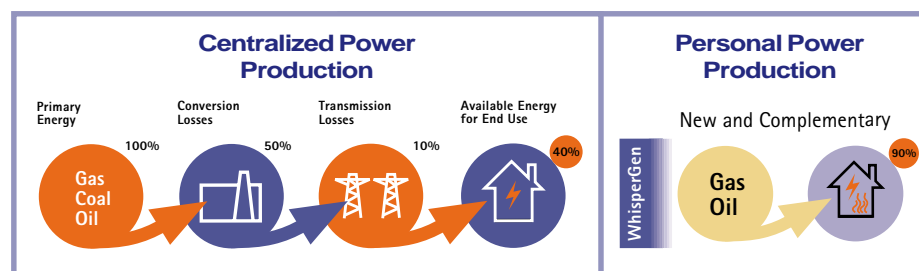 Centralized Power
Production
Primary
Energy
100%
Gas
Coal
Oil
Conversion
Losses
50%
Transmission
Losses
10%
Available Energy
for End Use
40%
Personal Power
Production
New and Complementary
WhisperGen
Gas
Oil
90%